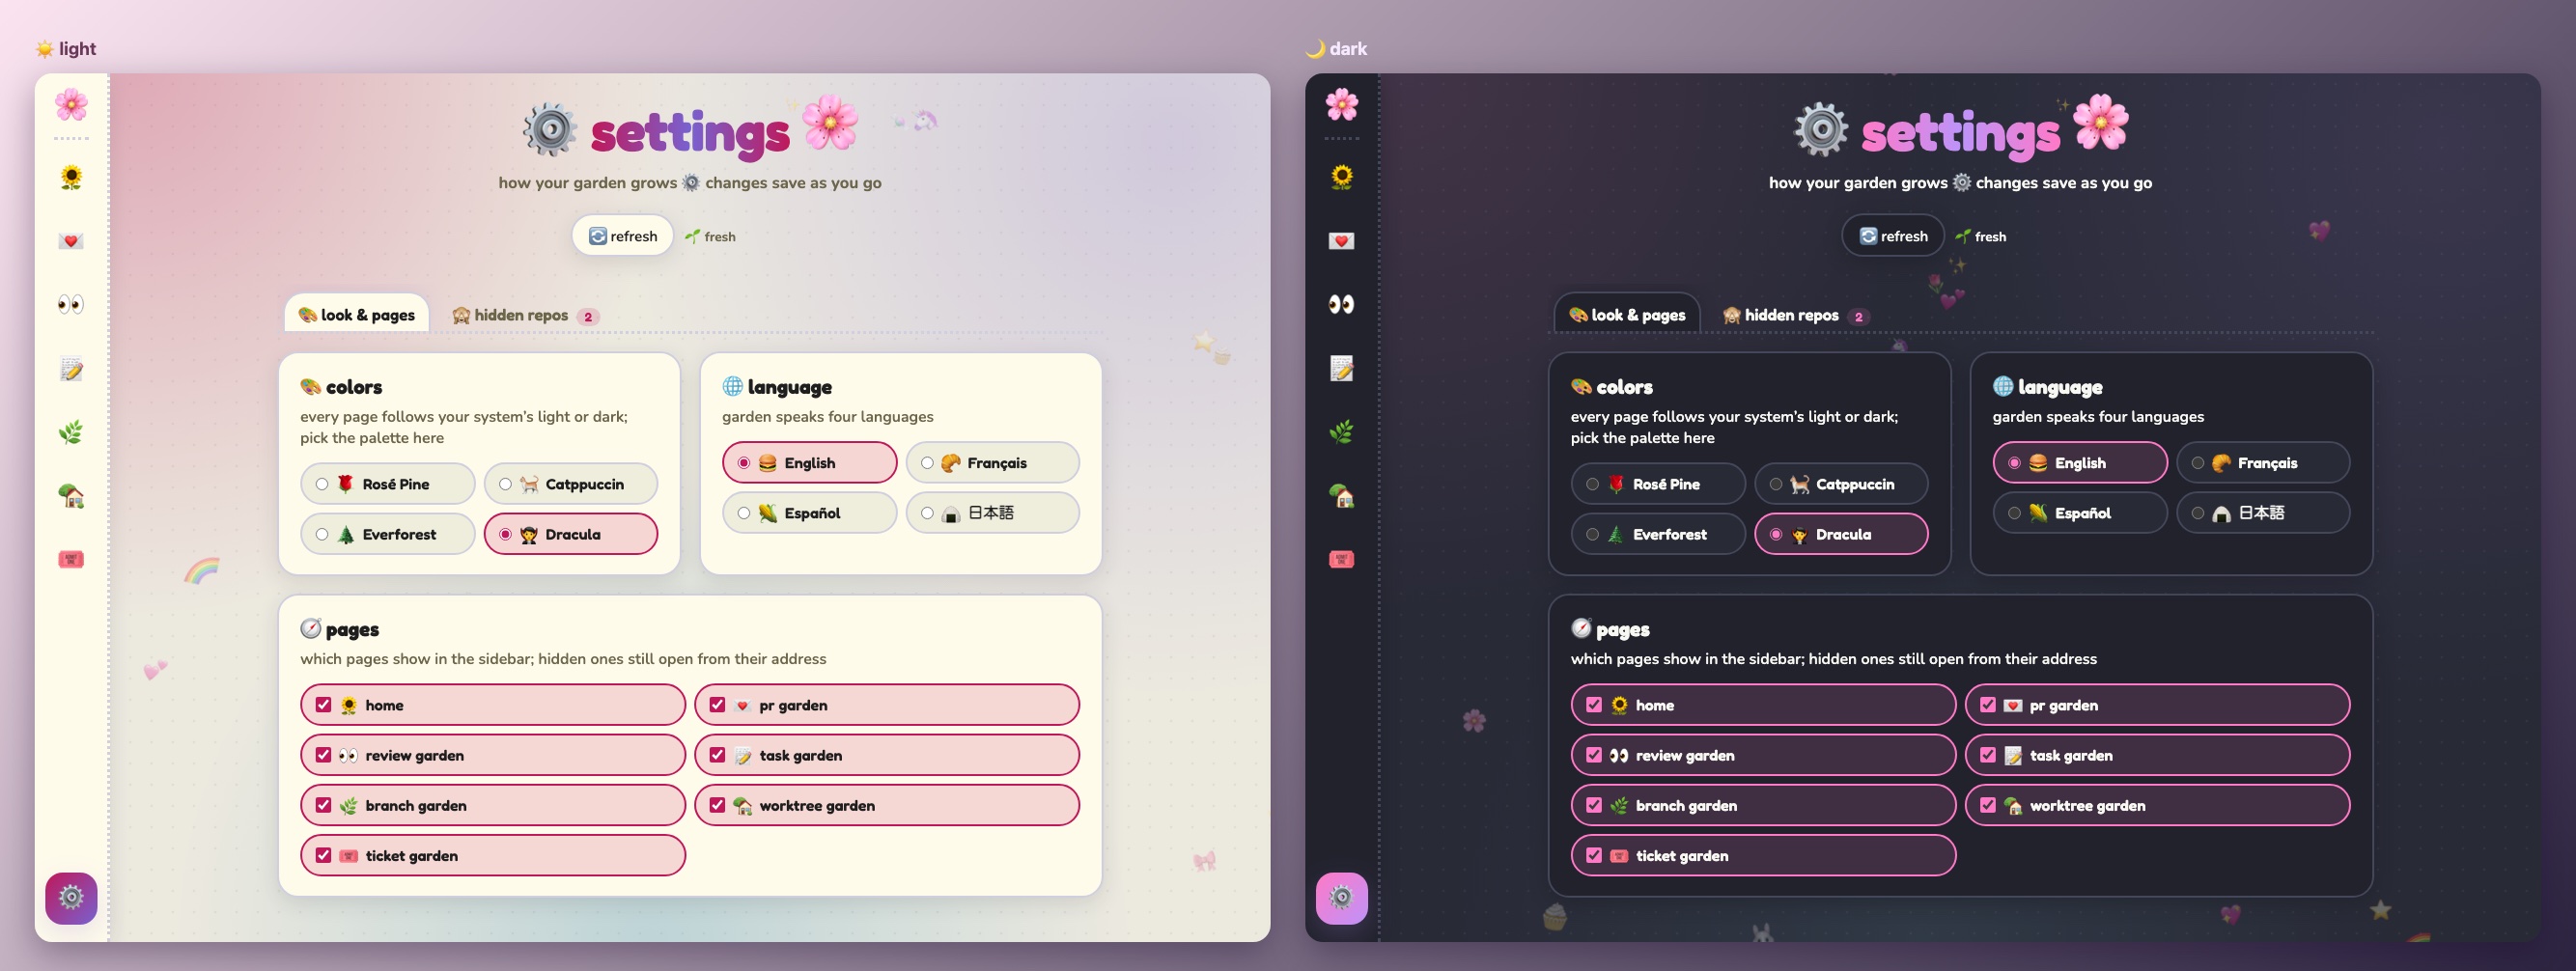 light
settings
how your garden grows ⚙️ changes save as you go
refresh
fresh
look & pages
hidden repos 2
colors
every page follows your system's light or dark;
pick the palette here
Rosé Pine
Catppuccin
Everforest
Dracula
language
garden speaks four languages
English
Français
Español
日本語
pages
which pages show in the sidebar; hidden ones still open from their address
home
pr garden
review garden
task garden
branch garden
worktree garden
ticket garden
dark
settings
how your garden grows ⚙️ changes save as you go
refresh
fresh
look & pages
hidden repos 2
colors
every page follows your system's light or dark;
pick the palette here
Rosé Pine
Catppuccin
Everforest
Dracula
language
garden speaks four languages
English
Français
Español
日本語
pages
which pages show in the sidebar; hidden ones still open from their address
home
pr garden
review garden
task garden
branch garden
worktree garden
ticket garden